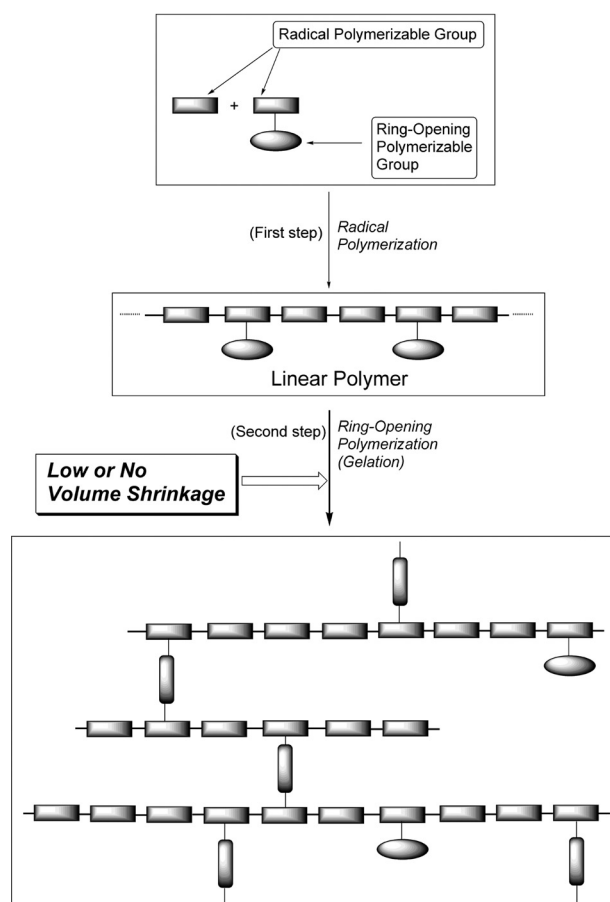 Radical Polymerizable Group
+
Ring-Opening
Polymerizable
Group
(First step)
Radical
Polymerization
Linear Polymer
(Second step)
Ring-Opening
Polymerization
(Gelation)
Low or No
Volume Shrinkage